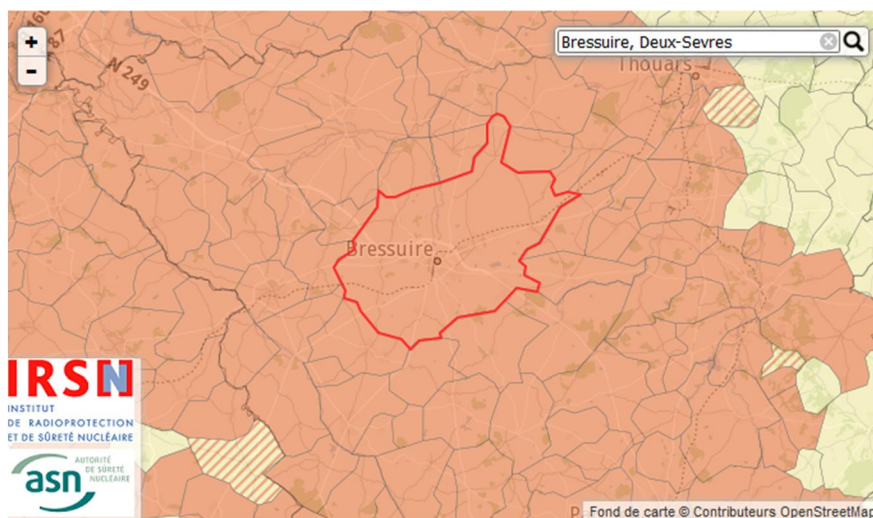 +
-
87
N 249
Bressuire, Deux-Sevres
Thouars
Bressuire
IRSN
INSTITUT
DE RADIOPROTECTION
ET DE SÛRETÉ NUCLÉAIRE
asn
AUTORITÉ
DE SÛRETÉ
NUCLÉAIRE
P
Fond de carte © Contributeurs OpenStreetMap